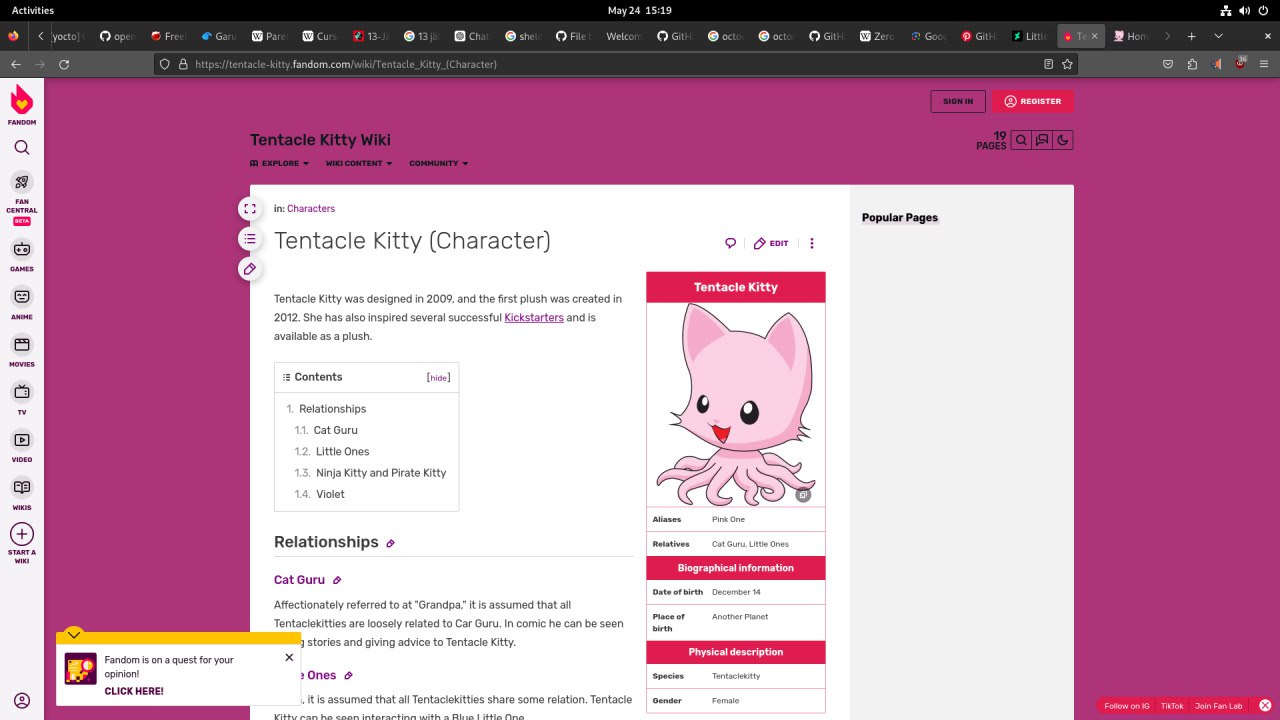 Activities
May 24 15:19
yocto]
open
Free
Garu
Pare
Curs
13-Ji
13 ja
Chat
shel
File I
Welcom
GitH
octo
octo
GitH
Wer
Z
Goog
GitH
Little
Te
Hom
https://tentacle-kitty.fandom.com/wiki/Tentacle_Kitty_(Character)
FANDOM
FAN CENTRAL
BETA
GAMES
ANIME
MOVIES
TV
VIDEO
WIKIS
START A WIKI
SIGN IN
REGISTER
Tentacle Kitty Wiki
19 PAGES
EXPLORE
WIKI CONTENT
COMMUNITY
in: Characters
Tentacle Kitty (Character)
EDIT
Tentacle Kitty was designed in 2009, and the first plush was created in
2012. She has also inspired several successful Kickstarters and is
available as a plush.
Contents [hide]
1. Relationships
1.1. Cat Guru
1.2. Little Ones
1.3. Ninja Kitty and Pirate Kitty
1.4. Violet
Relationships
Cat Guru
Affectionately referred to at "Grandpa," it is assumed that all
Tentaclekitties are loosely related to Car Guru. In comic he can be seen
stories and giving advice to Tentacle Kitty.
Ones
, it is assumed that all Tentaclekitties share some relation. Tentacle
Kitty can be seen interacting with a Blue Little One
Tentacle Kitty
Aliases Pink One
Relatives Cat Guru, Little Ones
Biographical information
Date of birth December 14
Place of birth Another Planet
Physical description
Species Tentaclekitty
Gender Female
Popular Pages
Fandom is on a quest for your
opinion!
CLICK HERE!
Follow on IG
TikTok
Join Fan Lab